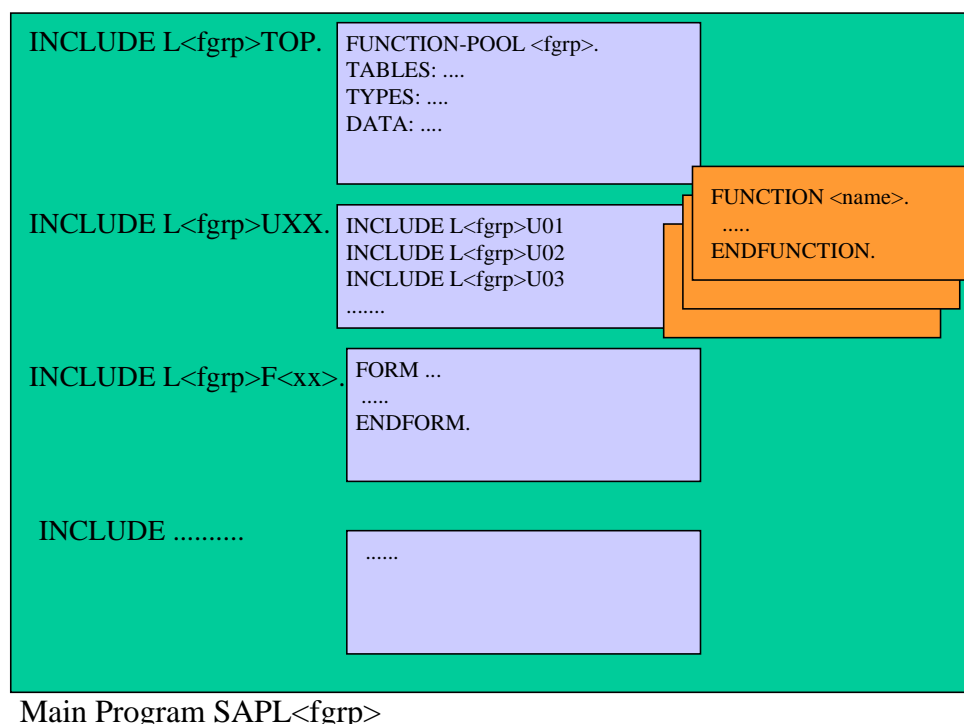 INCLUDE L<fgrp>TOP.
FUNCTION-POOL <fgrp>.
TABLES: ....
TYPES: ....
DATA: ....
INCLUDE L<fgrp>UXX.
INCLUDE L<fgrp>U01
INCLUDE L<fgrp>U02
INCLUDE L<fgrp>U03
.......
FUNCTION <name>.
.....
ENDFUNCTION.
INCLUDE L<fgrp>F<xx>.
FORM ...
.....
ENDFORM.
INCLUDE ..........
......
Main Program SAPL<fgrp>